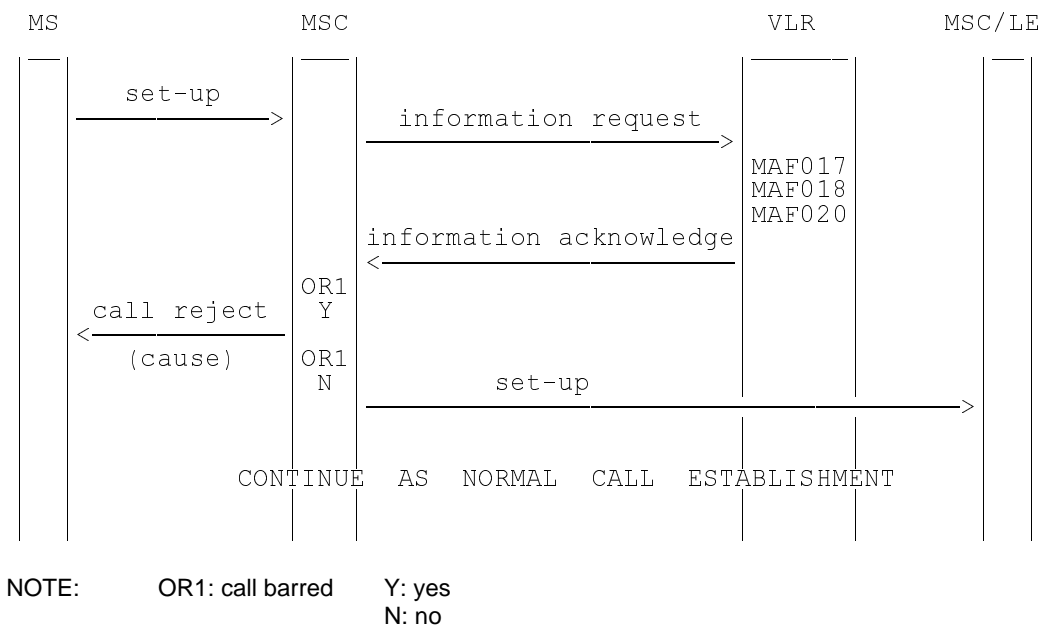 MS MSC VLR MSC/LE
set-up
information request
MAF017
MAF018
MAF020
information acknowledge
OR1
Y
call reject
(cause)
OR1
N
set-up
CONTINUE AS NORMAL CALL ESTABLISHMENT
NOTE: OR1: call barred Y: yes
N: no